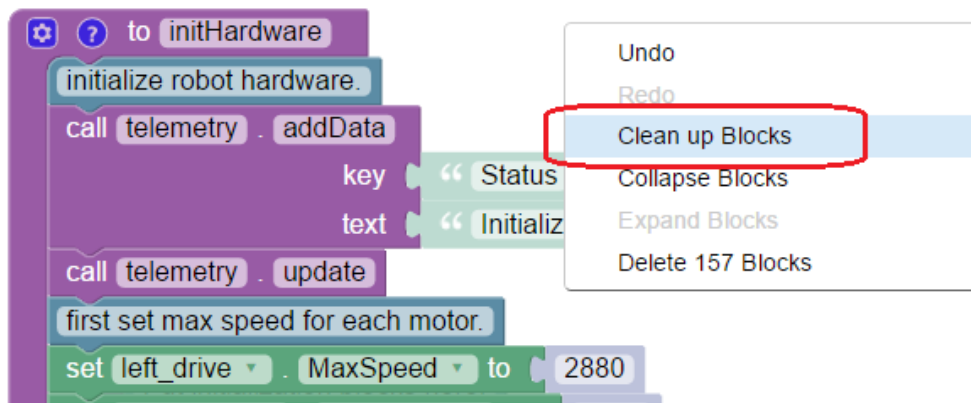 ? to initHardware
initialize robot hardware.
call telemetry . addData
key “ Status
text “ Initializ
call telemetry . update
first set max speed for each motor.
set left_drive . MaxSpeed to 2880
Undo
Redo
Clean up Blocks
Collapse Blocks
Expand Blocks
Delete 157 Blocks